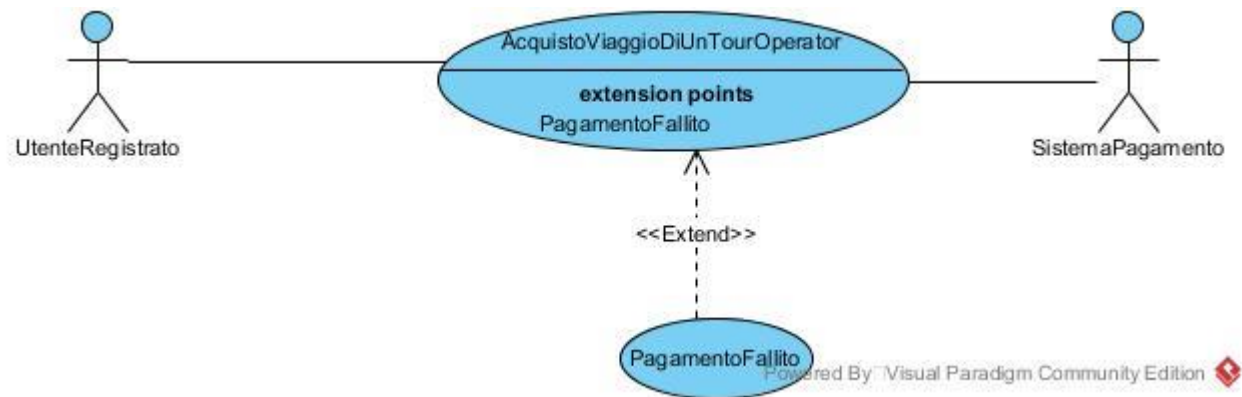 AcquistoViaggioDiUnTourOperator
extension points
PagamentoFallito
UtenteRegistrato
SistemaPagamento
<<Extend>>
PagamentoFallito
Powered By Visual Paradigm Community Edition